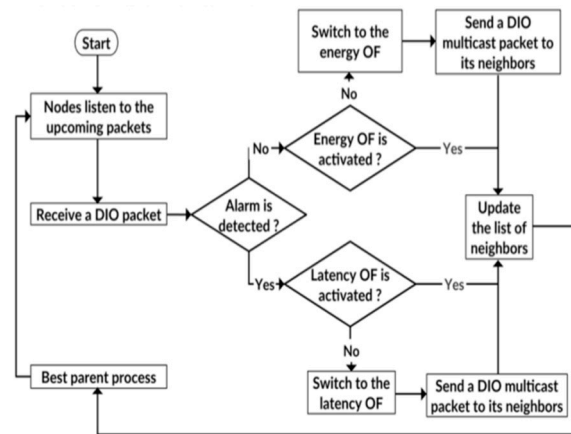 Start
Nodes listen to the
upcoming packets
Receive a DIO packet
Alarm is
detected ?
No
Energy OF is
activated ?
No
Switch to the
energy OF
Send a DIO
multicast packet to
its neighbors
Yes
Yes
Latency OF is
activated ?
Yes
No
Switch to the
latency OF
Send a DIO multicast
packet to its neighbors
Update
the list of
neighbors
Best parent process